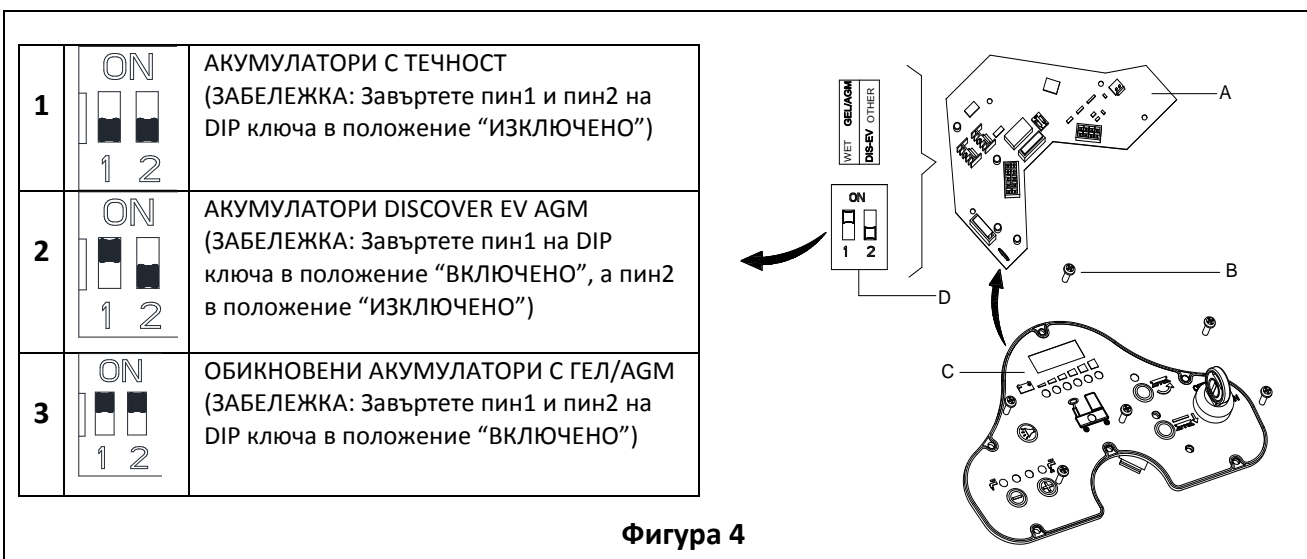 1
ON
1 2
АКУМУЛАТОРИ С ТЕЧНОСТ
(ЗАБЕЛЕЖКА: Завъртете пин1 и пин2 на
DIP ключа в положение “ИЗКЛЮЧЕНО”)
2
ON
1 2
АКУМУЛАТОРИ DISCOVER EV AGM
(ЗАБЕЛЕЖКА: Завъртете пин1 на DIP
ключа в положение “ВКЛЮЧЕНО”, а пин2
в положение “ИЗКЛЮЧЕНО”)
3
ON
1 2
ОБИКНОВЕНИ АКУМУЛАТОРИ С ГЕЛ/AGM
(ЗАБЕЛЕЖКА: Завъртете пин1 и пин2 на
DIP ключа в положение “ВКЛЮЧЕНО”)
WET GEL/AGM
DIS-EV OTHER
ON
1 2
A
B
C
D
Фигура 4